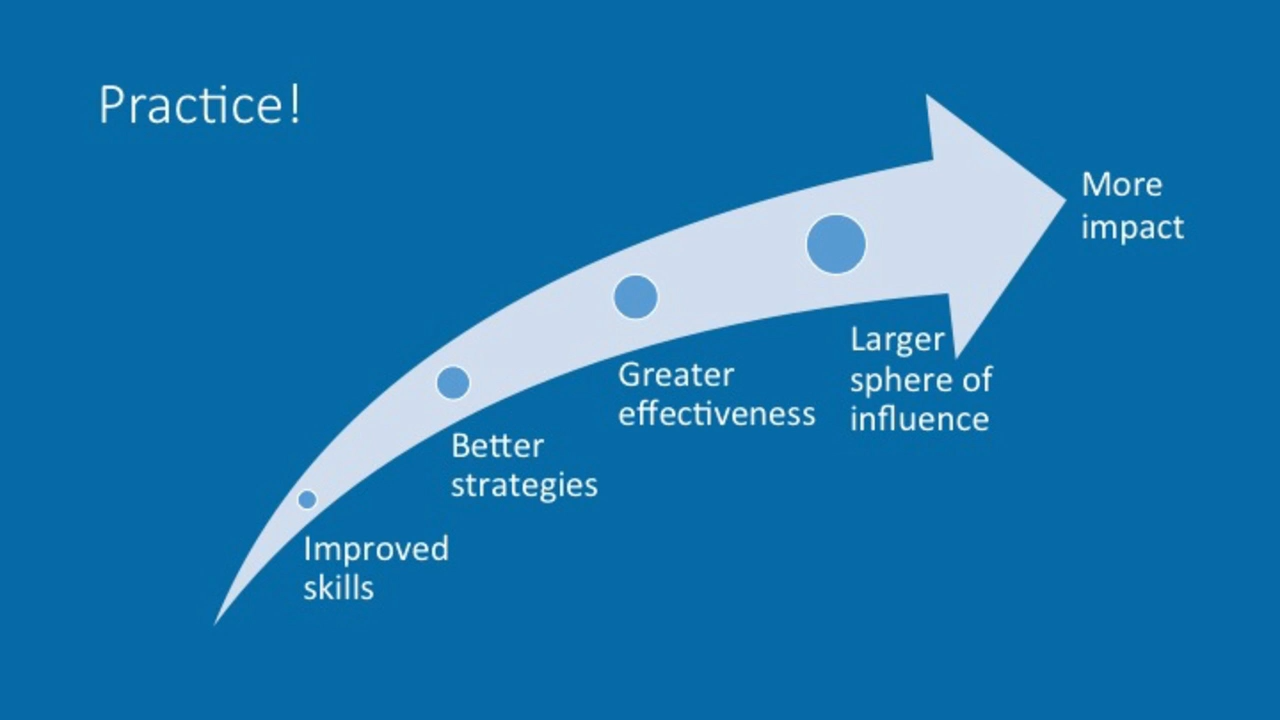 Practice!
Improved
skills
Better
strategies
Greater
effectiveness
Larger
sphere of
influence
More
impact